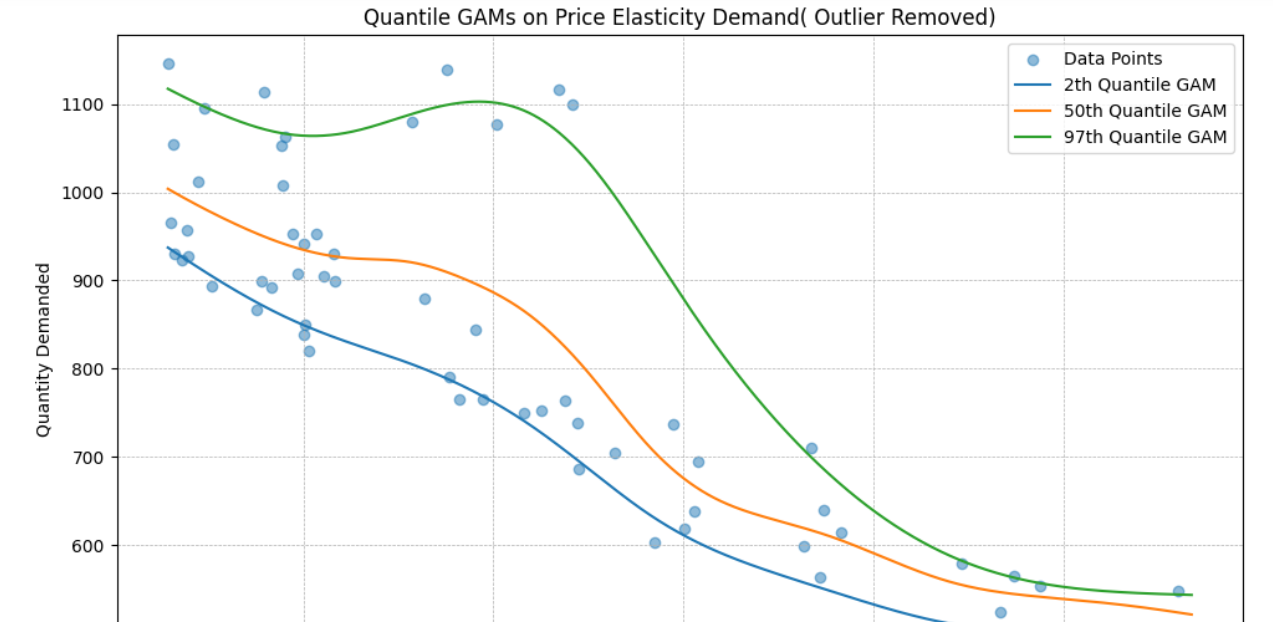 Quantile GAMs on Price Elasticity Demand( Outlier Removed)
Data Points
2th Quantile GAM
50th Quantile GAM
97th Quantile GAM
1100
1000
900
800
700
600
Quantity Demanded